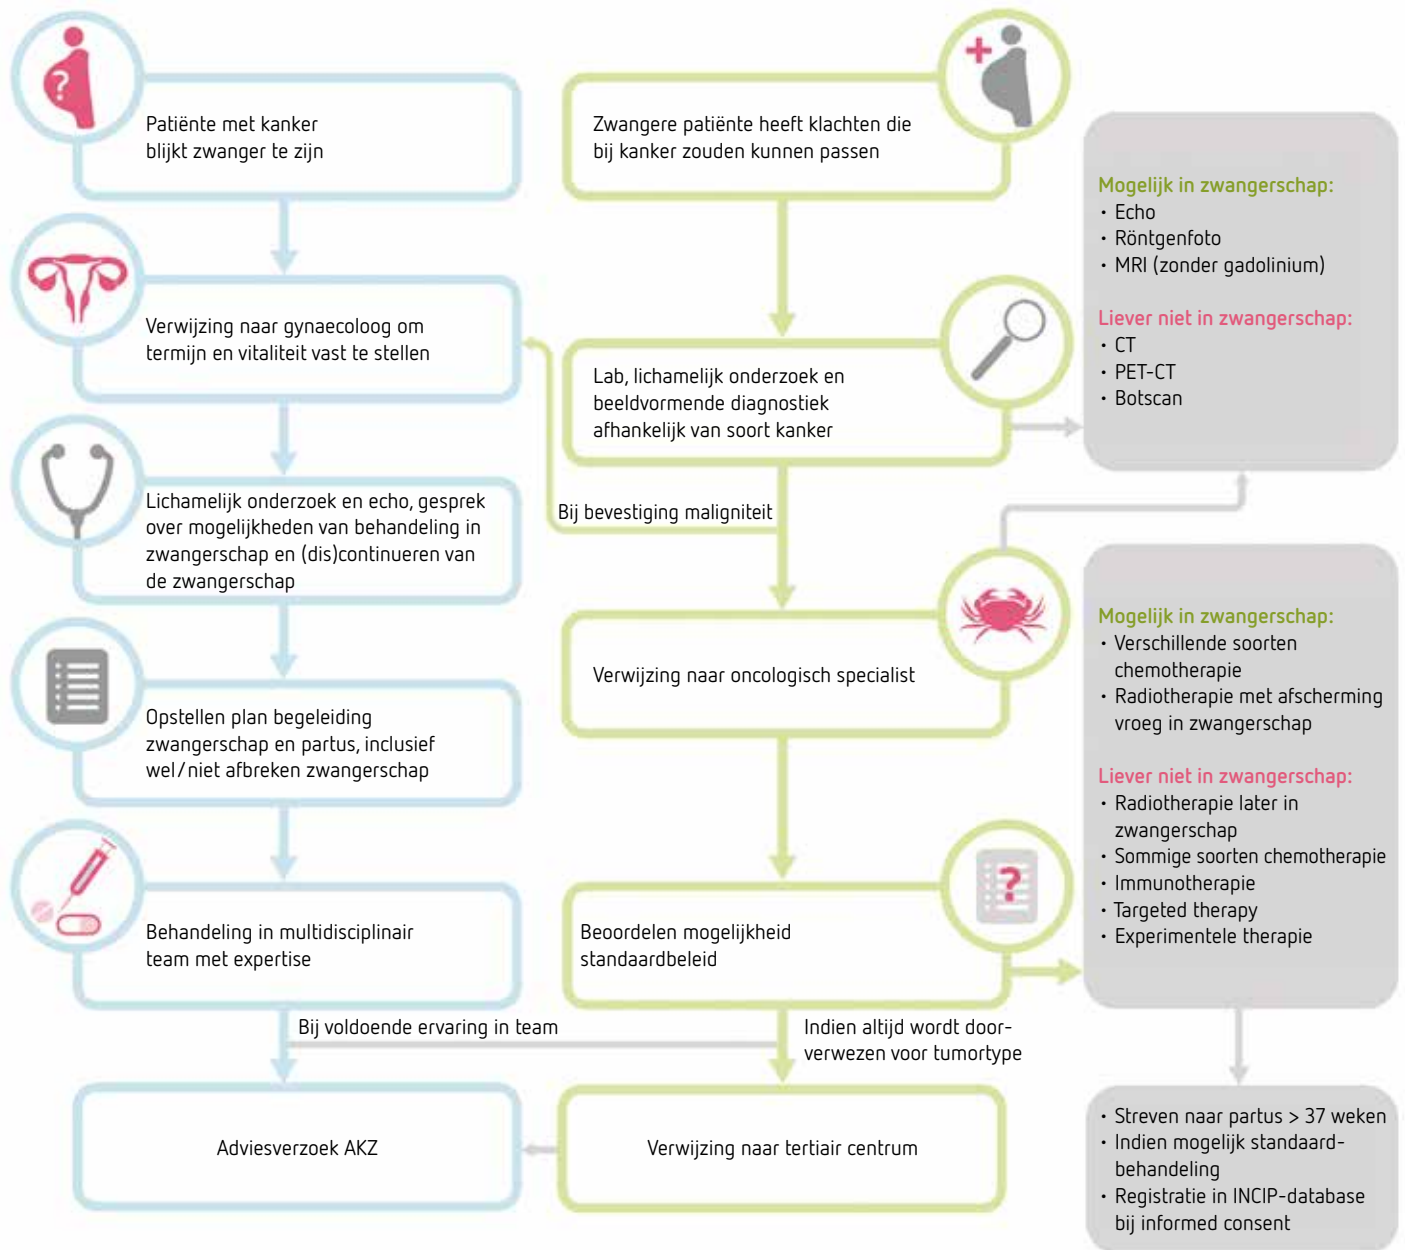 Patiënte met kanker
blijkt zwanger te zijn
Verwijzing naar gynaecoloog om
termijn en vitaliteit vast te stellen
Lichamelijk onderzoek en echo, gesprek
over mogelijkheden van behandeling in
zwangerschap en (dis)continueren van
de zwangerschap
Opstellen plan begeleiding
zwangerschap en partus, inclusief
wel/niet afbreken zwangerschap
Behandeling in multidisciplinair
team met expertise
Bij voldoende ervaring in team
Adviesverzoek AKZ
Zwangere patiënte heeft klachten die
bij kanker zouden kunnen passen
Lab, lichamelijk onderzoek en
beeldvormende diagnostiek
afhankelijk van soort kanker
Bij bevestiging maligniteit
Verwijzing naar oncologisch specialist
Beoordelen mogelijkheid
standaardbeleid
Indien altijd wordt door-
verwezen voor tumortype
Verwijzing naar tertiair centrum
Mogelijk in zwangerschap:
• Echo
• Röntgenfoto
• MRI (zonder gadolinium)
Liever niet in zwangerschap:
• CT
• PET-CT
• Botscan
Mogelijk in zwangerschap:
• Verschillende soorten
chemotherapie
• Radiotherapie met afscherming
vroeg in zwangerschap
Liever niet in zwangerschap:
• Radiotherapie later in
zwangerschap
• Sommige soorten chemotherapie
• Immunotherapie
• Targeted therapy
• Experimentele therapie
• Streven naar partus > 37 weken
• Indien mogelijk standaard-
behandeling
• Registratie in INCIP-database
bij informed consent